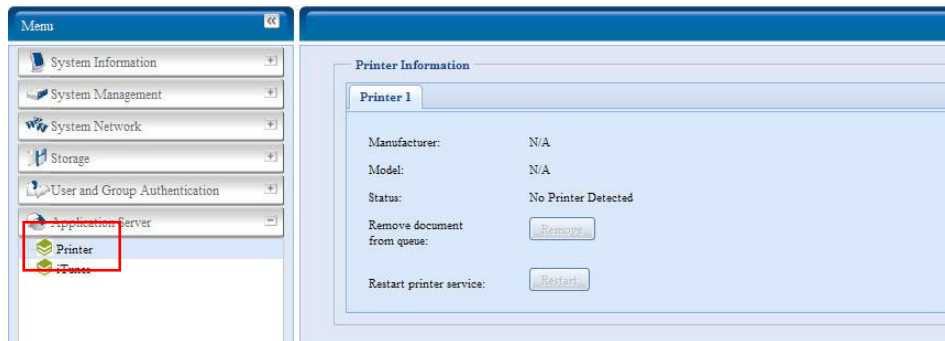 Menu
System Information
System Management
System Network
Storage
User and Group Authentication
Application Server
Printer
iTunes
Printer Information
Printer 1
Manufacturer: N/A
Model: N/A
Status: No Printer Detected
Remove document
from queue: Remove
Restart printer service: Restart